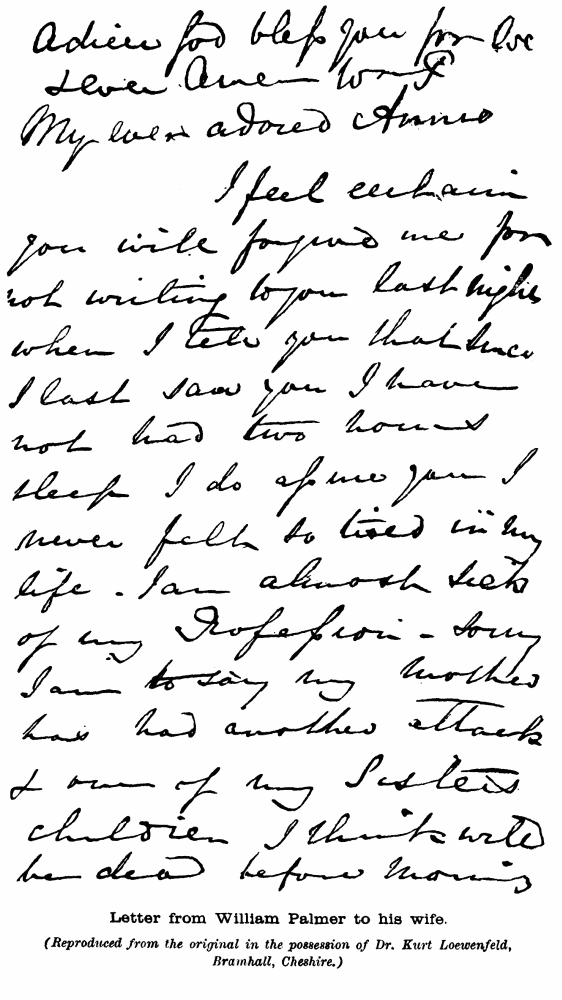 Adieu God bless you for be
& ever Amen Wm P
My ever adored Annie
I feel certain
you will forgive me for
not writing to you last night
when I tell you that since
I last saw you I have
not had two hours
sleep I do assure you I
never felt so tired in my
life - I am almost sick
of my Profession - sorry
I am to say my mother
has had another attack
& one of my Sisters
children I think will
be dead before Morning
Letter from William Palmer to his wife.
(Reproduced from the original in the possession of Dr. Kurt Loewenfeld,
Bramhall, Cheshire.)